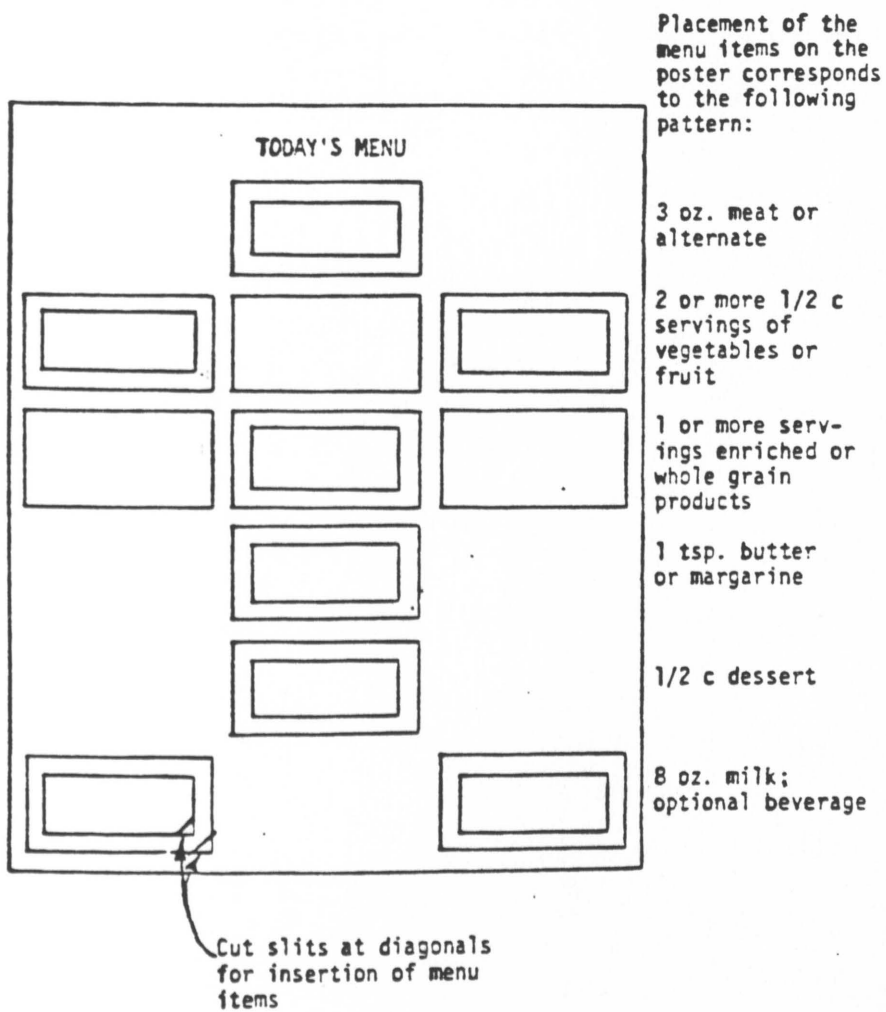 Placement of the
menu items on the
poster corresponds
to the following
pattern:
TODAY'S MENU
3 oz. meat or
alternate
2 or more 1/2 c
servings of
vegetables or
fruit
1 or more serv-
ings enriched or
whole grain
products
1 tsp. butter
or margarine
1/2 c dessert
8 oz. milk;
optional beverage
Cut slits at diagonals
for insertion of menu
items